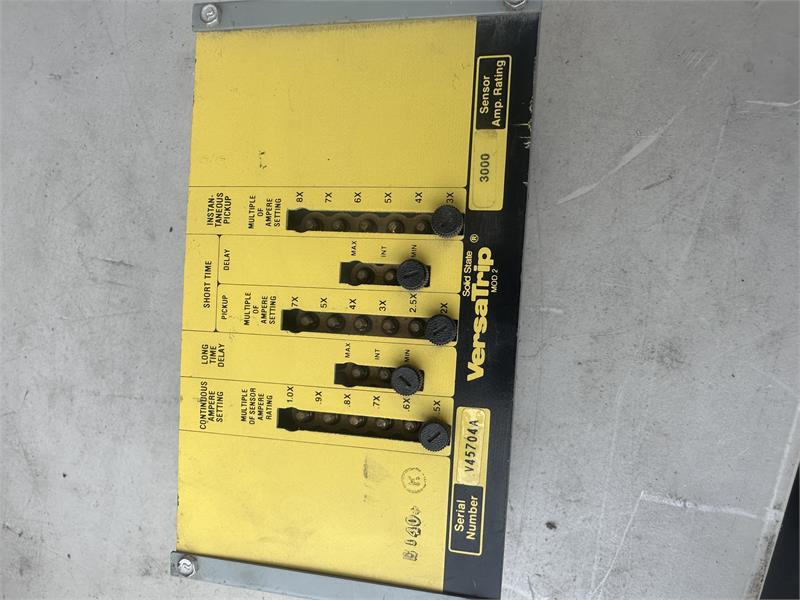 CONTINUOUS
AMPERE
SETTING
MULTIPLE
OF SENSOR
AMPERE
RATING
1.0X
.9X
.8X
.7X
.6X
.5X
LONG
TIME
DELAY
MAX
INT
MIN
SHORT TIME
PICKUP
MULTIPLE
OF
AMPERE
SETTING
7X
5X
4X
3X
2.5X
2X
DELAY
MAX
INT
MIN
INSTAN-
TANEOUS
PICKUP
MULTIPLE
OF
AMPERE
SETTING
8X
7X
6X
5X
4X
3X
Serial
Number
V45704A
Solid State
VersaTrip ®
MOD 2
3000
Sensor
Amp. Rating